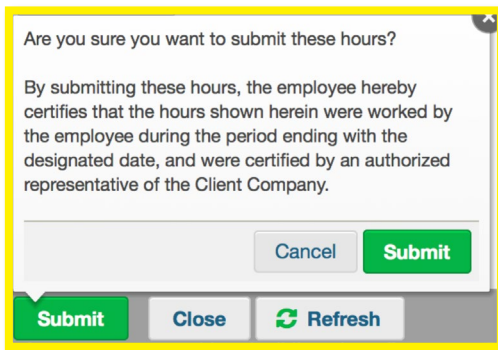 Are you sure you want to submit these hours?
By submitting these hours, the employee hereby
certifies that the hours shown herein were worked by
the employee during the period ending with the
designated date, and were certified by an authorized
representative of the Client Company.
Cancel Submit
Submit Close Refresh